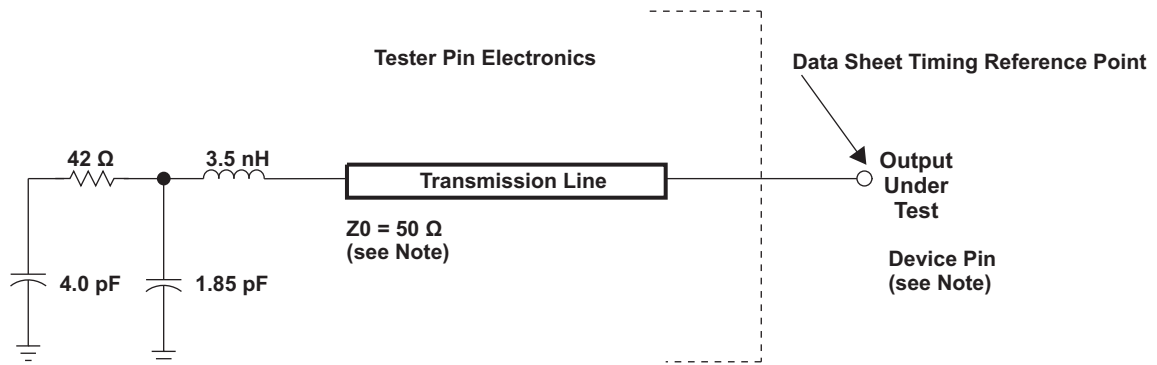 Tester Pin Electronics
Data Sheet Timing Reference Point
42 Ω
3.5 nH
Transmission Line
Output
Under
Test
Z0 = 50 Ω
(see Note)
Device Pin
(see Note)
4.0 pF
1.85 pF